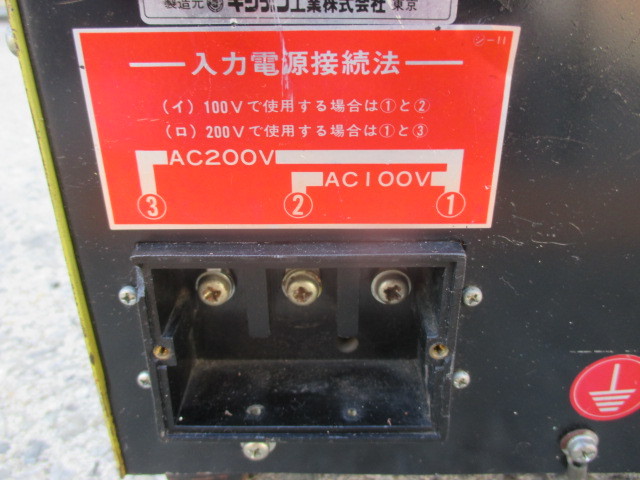 製造元 キシデン工業株式会社 東京
入力電源接続法
(イ) 100Vで使用する場合は①と②
(ロ) 200Vで使用する場合は①と③
AC200V
AC100V
③ ② ①